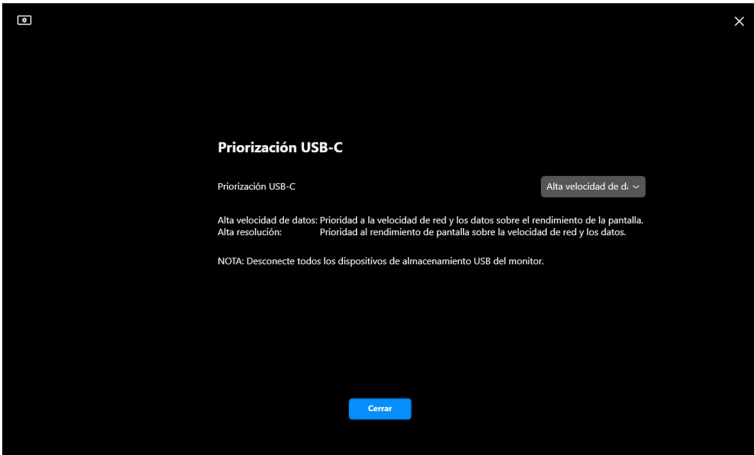 Priorización USB-C
Priorización USB-C
Alta velocidad de d
Alta velocidad de datos: Prioridad a la velocidad de red y los datos sobre el rendimiento de la pantalla.
Alta resolución: Prioridad al rendimiento de pantalla sobre la velocidad de red y los datos.
NOTA: Desconecte todos los dispositivos de almacenamiento USB del monitor.
Cerrar